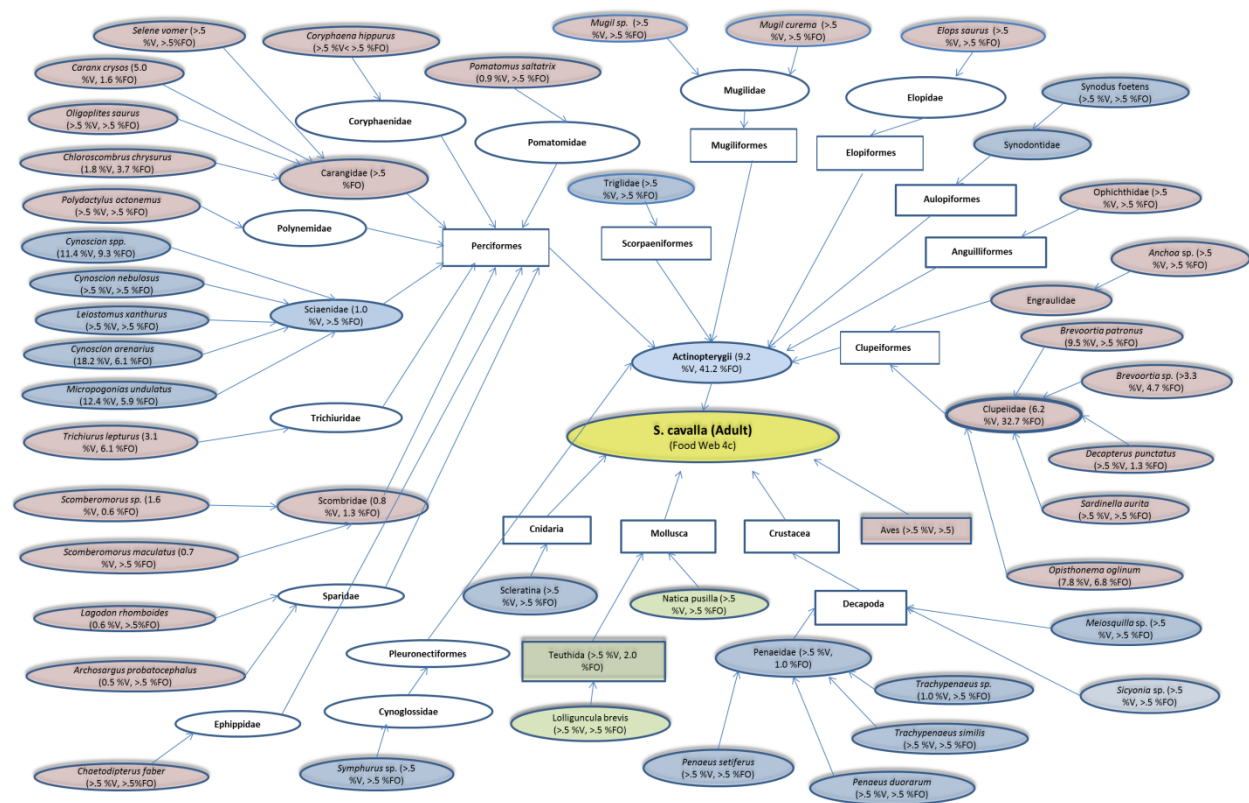 Selene vomer (>.5
%V, >.5%FO)
Coryphaena hippurus
(>.5 %V< >.5 %FO)
Mugil sp. (>.5
%V, >.5 %FO)
Mugil curema (>.5
%V, >.5 %FO)
Elops saurus (>.5
%V, >.5 %FO)
Caranx crysos (5.0
%V, 1.6 %FO)
Pomatomus saltatrix
(0.9 %V, >.5 %FO)
Mugilidae
Elopidae
Synodus foetens
(>.5 %V, >.5 %FO)
Oligoplites saurus
(>.5 %V, >.5 %FO)
Coryphaenidae
Pomatomidae
Mugiliformes
Elopiformes
Synodontidae
Chloroscombrus chrysurus
(1.8 %V, 3.7 %FO)
Carangidae (>.5
%FO)
Triglidae (>.5
%V, >.5 %FO)
Aulopiformes
Ophichthidae (>.5
%V, >.5 %FO)
Polydactylus octonemus
(>.5 %V, >.5 %FO)
Polynemidae
Perciformes
Scorpaeniformes
Anguilliformes
Anchoa sp. (>.5
%V, >.5 %FO)
Cynoscion spp.
(11.4 %V, 9.3 %FO)
Engraulidae
Cynoscion nebulosus
(>.5 %V, >.5 %FO)
Sciaenidae (1.0
%V, >.5 %FO)
Leiostomus xanthurus
(>.5 %V, >.5 %FO)
Clupeiformes
Brevoortia patronus
(9.5 %V, >.5 %FO)
Cynoscion arenarius
(18.2 %V, 6.1 %FO)
Actinopterygii (9.2
%V, 41.2 %FO)
Brevoortia sp. (>3.3
%V, 4.7 %FO)
Micropogonias undulatus
(12.4 %V, 5.9 %FO)
Clupeiidae (6.2
%V, 32.7 %FO)
Trichiuridae
S. cavalla (Adult)
(Food Web 4c)
Trichiurus lepturus (3.1
%V, 6.1 %FO)
Decapterus punctatus
(>.5 %V, 1.3 %FO)
Scomberomorus sp. (1.6
%V, 0.6 %FO)
Scombridae (0.8
%V, 1.3 %FO)
Sardinella aurita
(>.5 %V, >.5 %FO)
Cnidaria
Mollusca
Crustacea
Aves (>.5 %V, >.5)
Scomberomorus maculatus (0.7
%V, >.5 %FO)
Opisthonema oglinum
(7.8 %V, 6.8 %FO)
Scleratina (>.5
%V, >.5 %FO)
Natica pusilla (>.5
%V, >.5 %FO)
Sparidae
Decapoda
Lagodon rhomboides
(0.6 %V, >.5%FO)
Meiosquilla sp. (>.5
%V, >.5 %FO)
Pleuronectiformes
Teuthida (>.5 %V, 2.0
%FO)
Penaeidae (>.5 %V,
1.0 %FO)
Archosargus probatocephalus
(0.5 %V, >.5 %FO)
Trachypenaeus sp.
(1.0 %V, >.5 %FO)
Sicyonia sp. (>.5
%V, >.5 %FO)
Ephippidae
Cynoglossidae
Lolliguncula brevis
(>.5 %V, >.5 %FO)
Trachypenaeus similis
(>.5 %V, >.5 %FO)
Chaetodipterus faber
(>.5 %V, >.5%FO)
Symphurus sp. (>.5
%V, >.5 %FO)
Penaeus setiferus
(>.5 %V, >.5 %FO)
Penaeus duorarum
(>.5 %V, >.5 %FO)